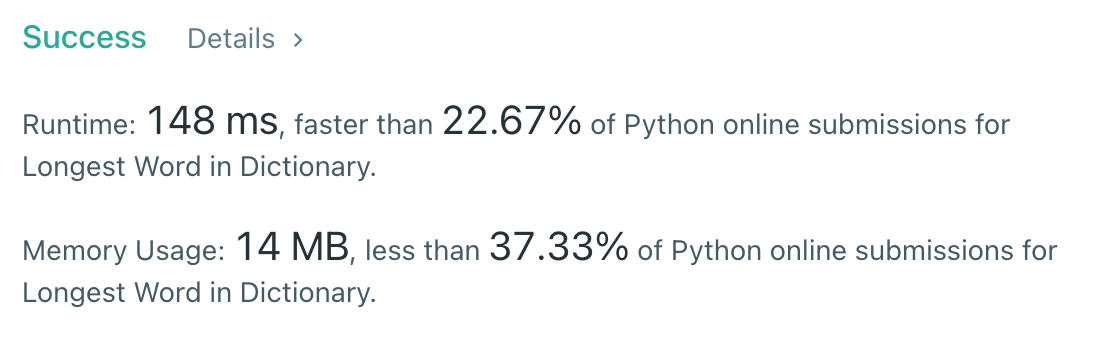 Success Details >
Runtime: 148 ms, faster than 22.67% of Python online submissions for
Longest Word in Dictionary.
Memory Usage: 14 MB, less than 37.33% of Python online submissions for
Longest Word in Dictionary.